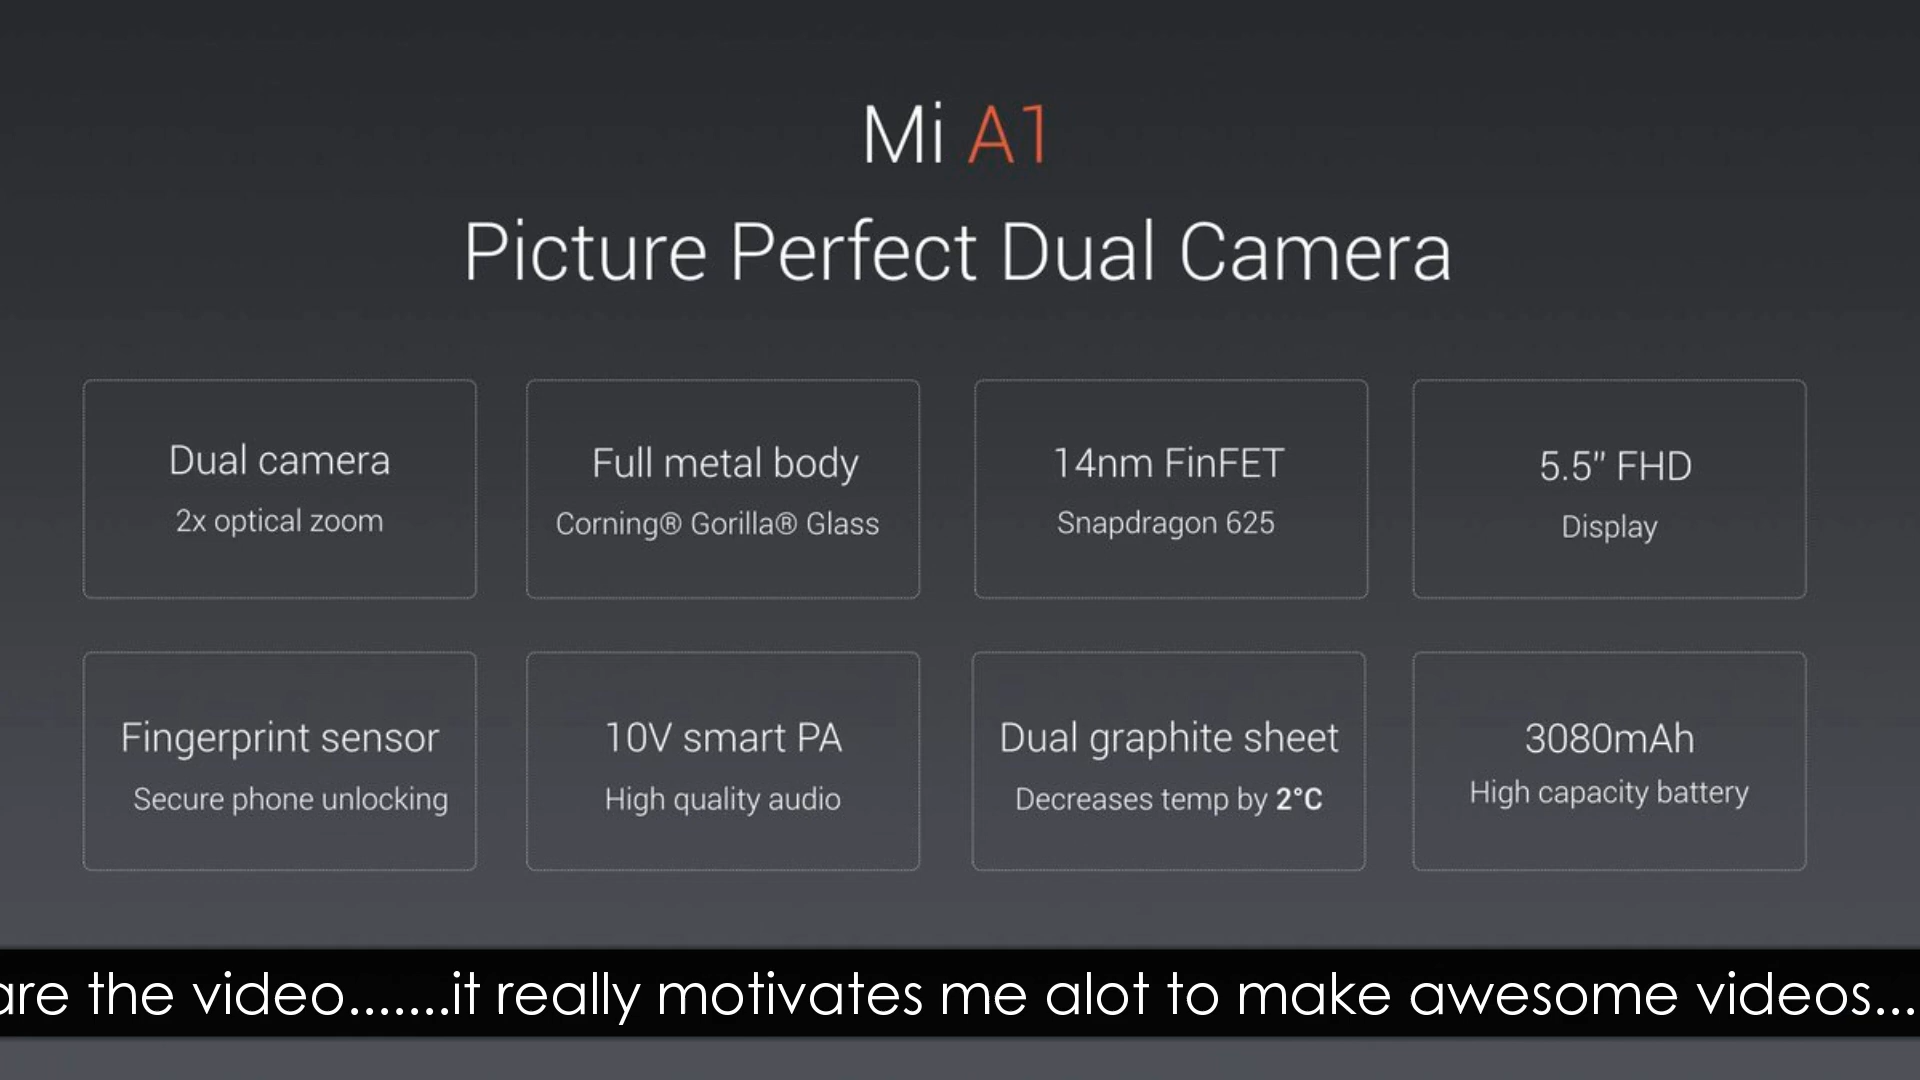 Mi A1
Picture Perfect Dual Camera
Dual camera
2x optical zoom
Full metal body
Corning® Gorilla® Glass
14nm FinFET
Snapdragon 625
5.5" FHD
Display
Fingerprint sensor
Secure phone unlocking
10V smart PA
High quality audio
Dual graphite sheet
Decreases temp by 2°C
3080mAh
High capacity battery
are the video.......it really motivates me alot to make awesome videos...